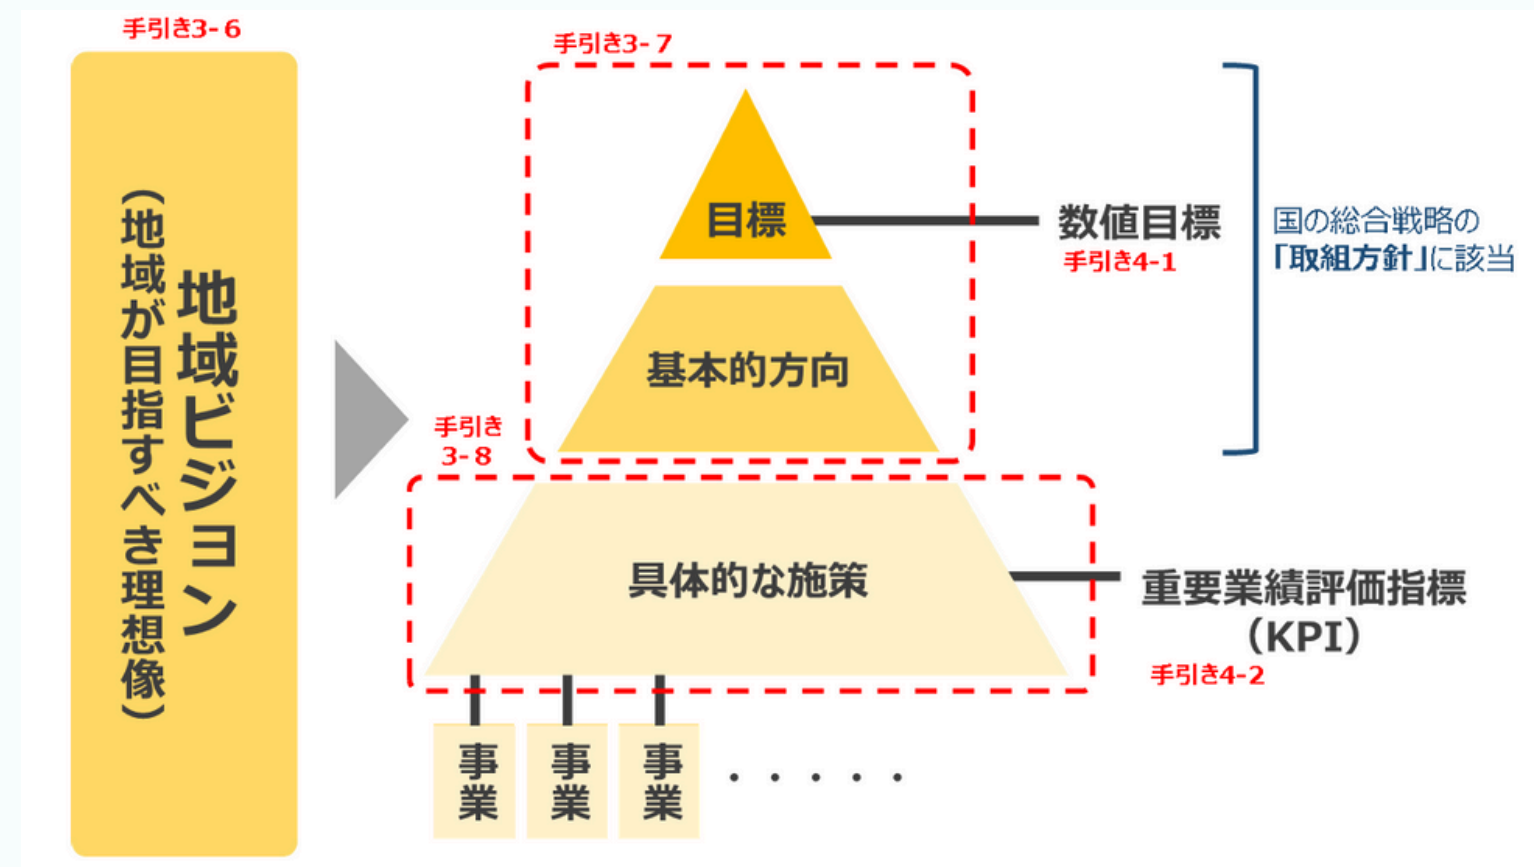 手引き3-6
地域ビジョン
（地域が目指すべき理想像）
手引き3-7
目標
数値目標
手引き4-1
国の総合戦略の
「取組方針」に該当
基本的方向
手引き
3-8
具体的な施策
重要業績評価指標
（KPI）
手引き4-2
事業
事業
事業
・・・・・